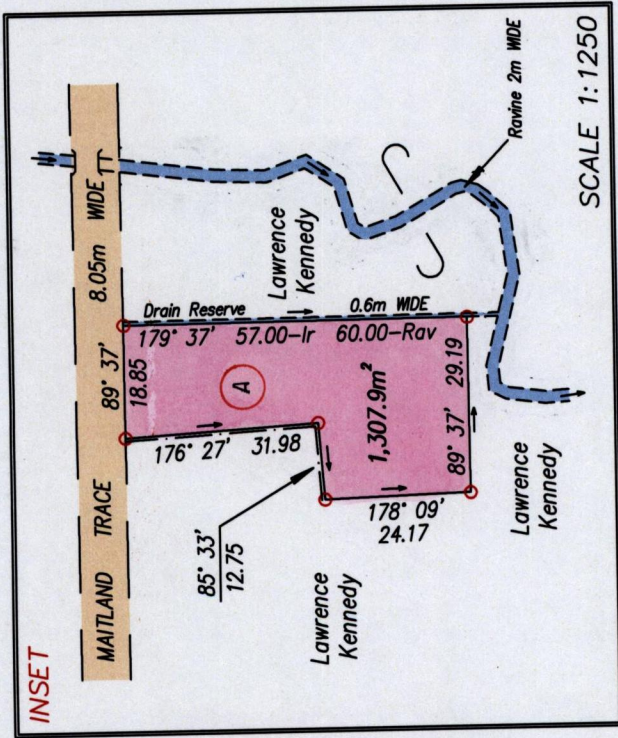 INSET
MAITLAND TRACE 8.05m WIDE
89° 37'
18.85
Drain Reserve 0.6m WIDE
179° 37' 57.00-Ir 60.00-Rav
A
176° 27' 31.98
85° 33'
12.75
1,307.9m²
178° 09'
24.17
89° 37' 29.19
Lawrence
Kennedy
Lawrence
Kennedy
Lawrence
Kennedy
Ravine 2m WIDE
SCALE 1:1250